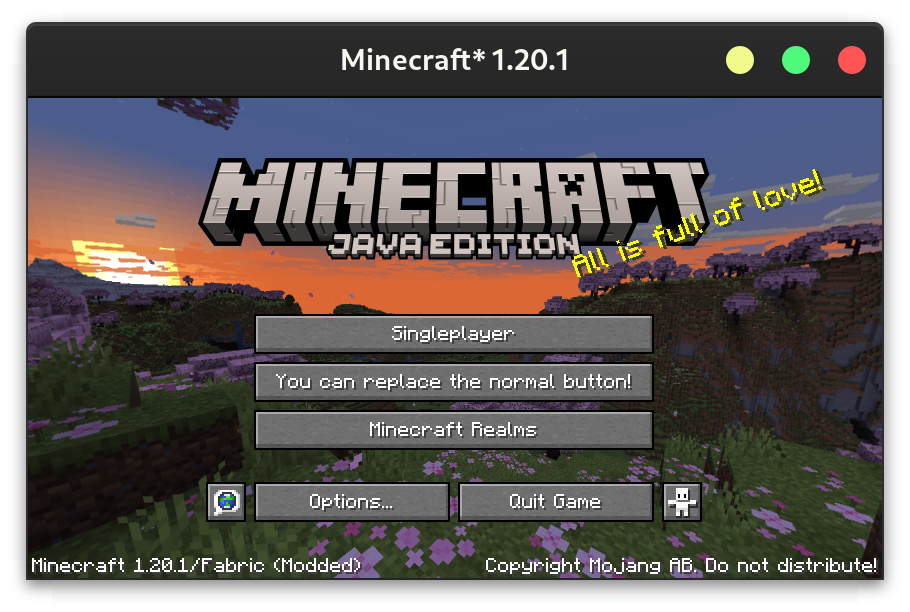 Minecraft* 1.20.1
MINECRAFT
JAVA EDITION
All is full of love!
Singleplayer
You can replace the normal button!
Minecraft Realms
Options...
Quit Game
Minecraft 1.20.1/Fabric (Modded)
Copyright Mojang AB. Do not distribute!